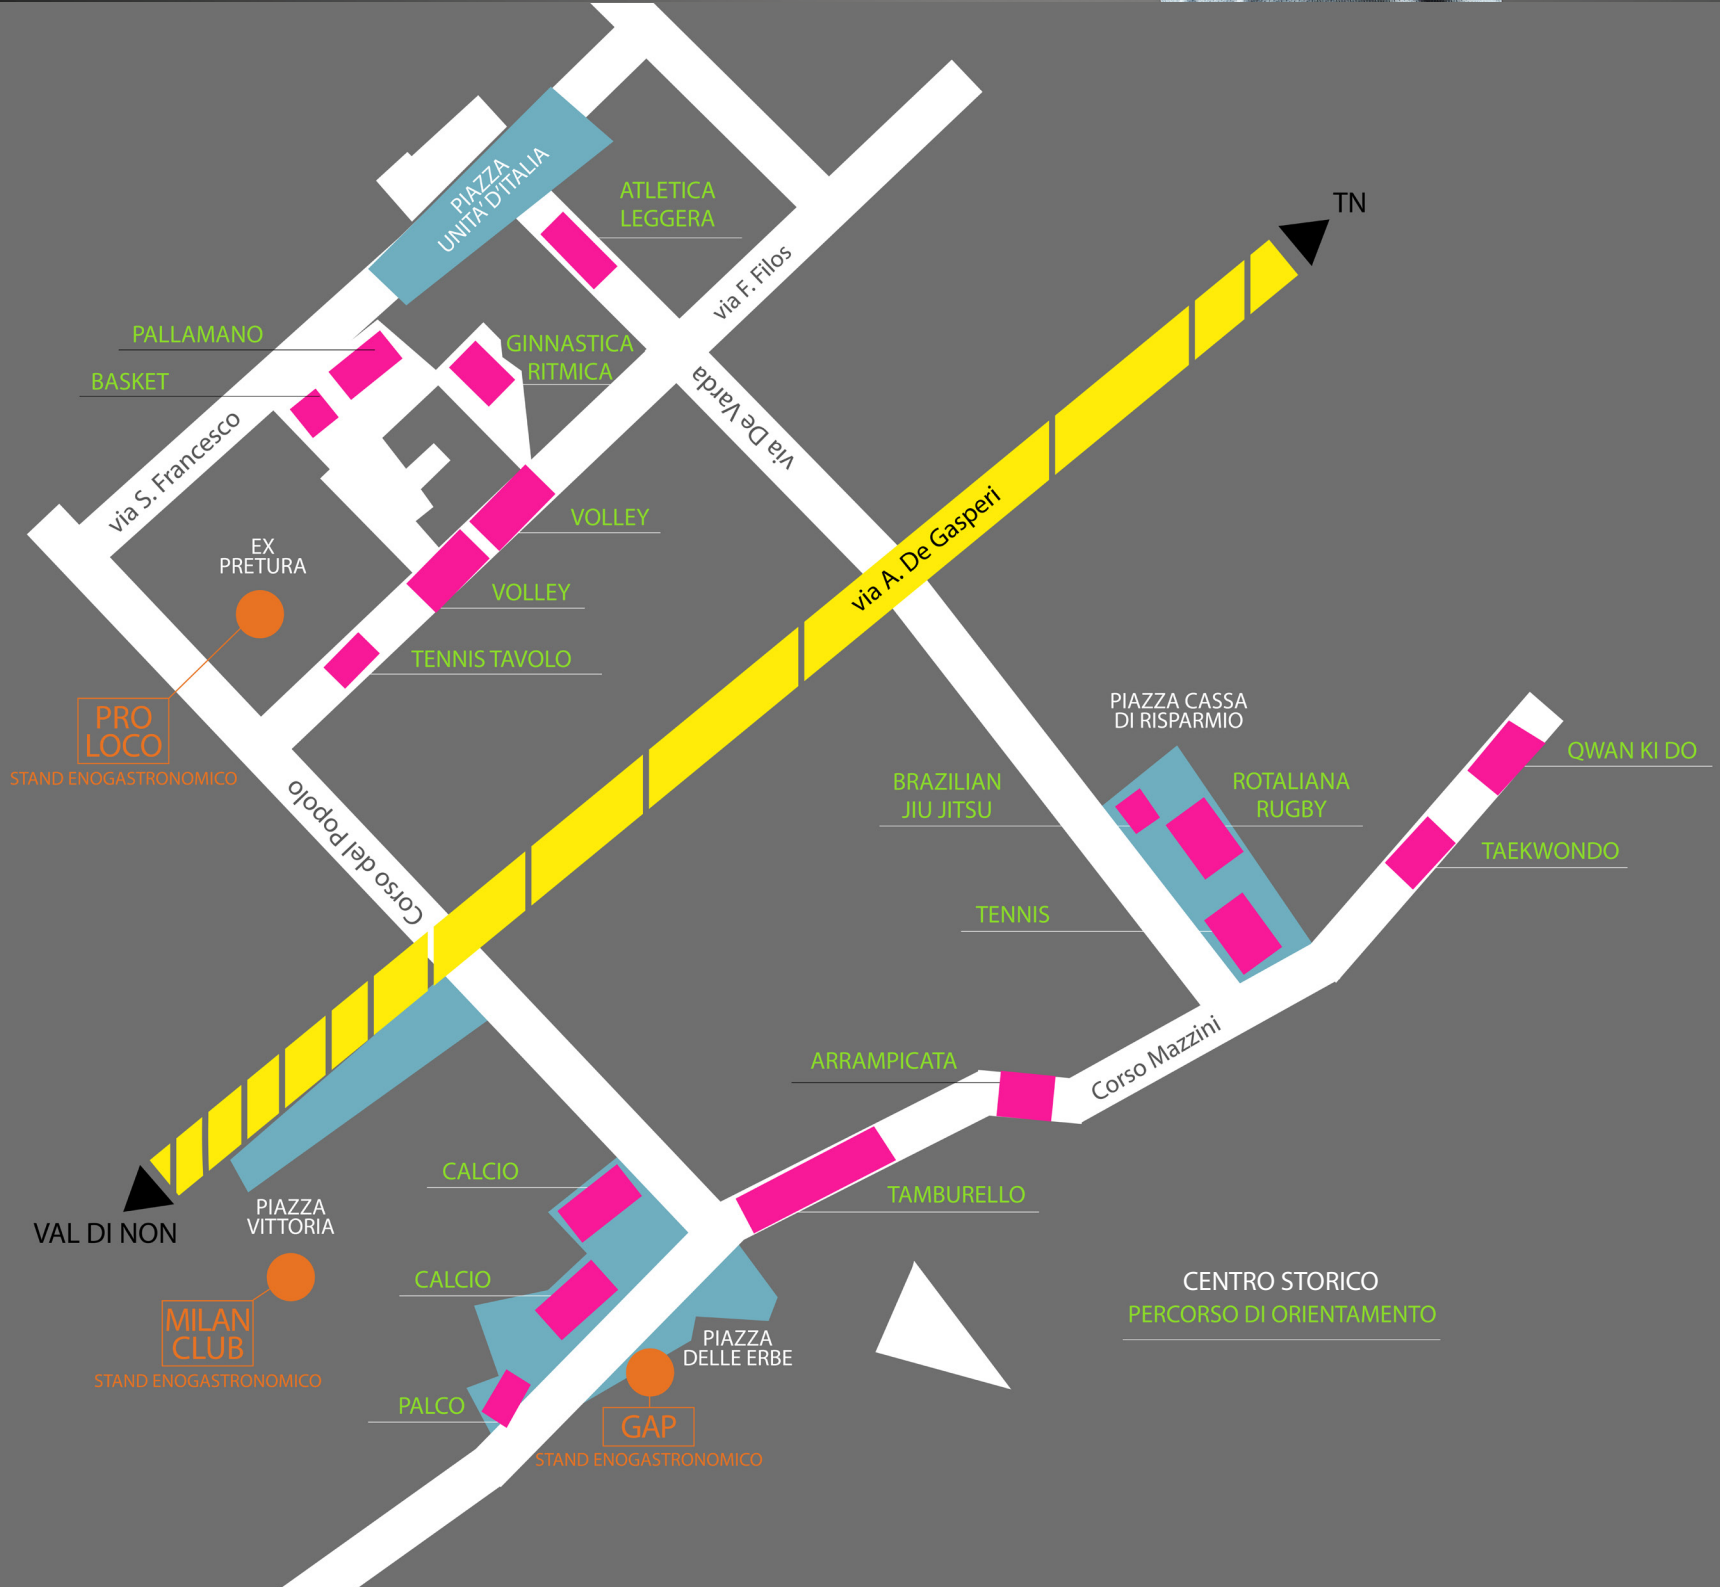 PIAZZA
UNITA' D'ITALIA
ATLETICA
LEGGERA
TN
via F. Filos
PALLAMANO
GINNASTICA
RITMICA
BASKET
via De Varda
via S. Francesco
VOLLEY
via A. De Gasperi
EX
PRETURA
VOLLEY
TENNIS TAVOLO
PRO
LOCO
STAND ENOGASTRONOMICO
PIAZZA CASSA
DI RISPARMIO
QWAN KI DO
BRAZILIAN
JIU JITSU
ROTALIANA
RUGBY
Corso del Popolo
TAEKWONDO
TENNIS
ARRAMPICATA
Corso Mazzini
CALCIO
TAMBURELLO
PIAZZA
VITTORIA
VAL DI NON
CALCIO
CENTRO STORICO
PERCORSO DI ORIENTAMENTO
MILAN
CLUB
STAND ENOGASTRONOMICO
PIAZZA
DELLE ERBE
PALCO
GAP
STAND ENOGASTRONOMICO